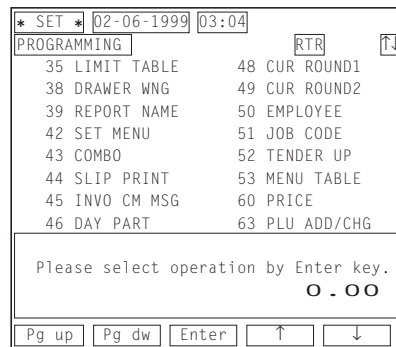 * SET * 02-06-1999 03:04
PROGRAMMING RTR ↑↓
35 LIMIT TABLE 48 CUR ROUND1
38 DRAWER WNG 49 CUR ROUND2
39 REPORT NAME 50 EMPLOYEE
42 SET MENU 51 JOB CODE
43 COMBO 52 TENDER UP
44 SLIP PRINT 53 MENU TABLE
45 INVO CM MSG 60 PRICE
46 DAY PART 63 PLU ADD/CHG
Please select operation by Enter key.
0.00
Pg up Pg dw Enter ↑ ↓